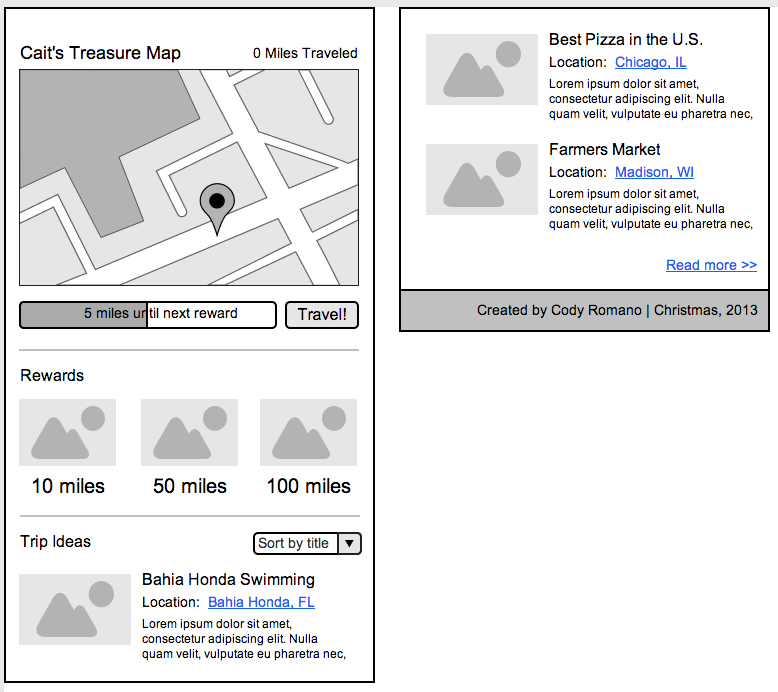 Cait's Treasure Map
0 Miles Traveled
5 miles until next reward
Travel!
Rewards
10 miles
50 miles
100 miles
Trip Ideas
Sort by title
Bahia Honda Swimming
Location: Bahia Honda, FL
Lorem ipsum dolor sit amet,
consectetur adipiscing elit. Nulla
quam velit, vulputate eu pharetra nec,
Best Pizza in the U.S.
Location: Chicago, IL
Lorem ipsum dolor sit amet,
consectetur adipiscing elit. Nulla
quam velit, vulputate eu pharetra nec,
Farmers Market
Location: Madison, WI
Lorem ipsum dolor sit amet,
consectetur adipiscing elit. Nulla
quam velit, vulputate eu pharetra nec,
Read more >>
Created by Cody Romano | Christmas, 2013